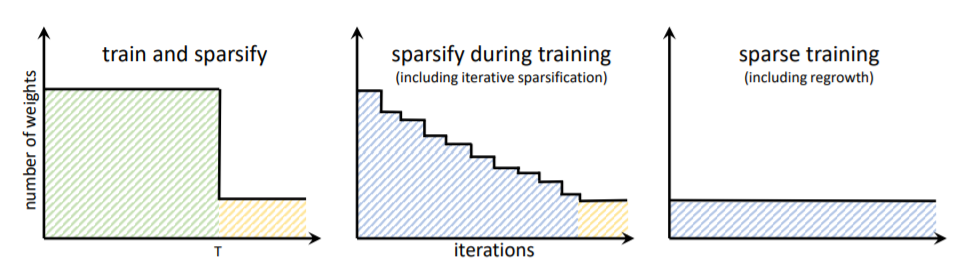 train and sparsify
number of weights
T
sparsify during training
(including iterative sparsification)
iterations
sparse training
(including regrowth)